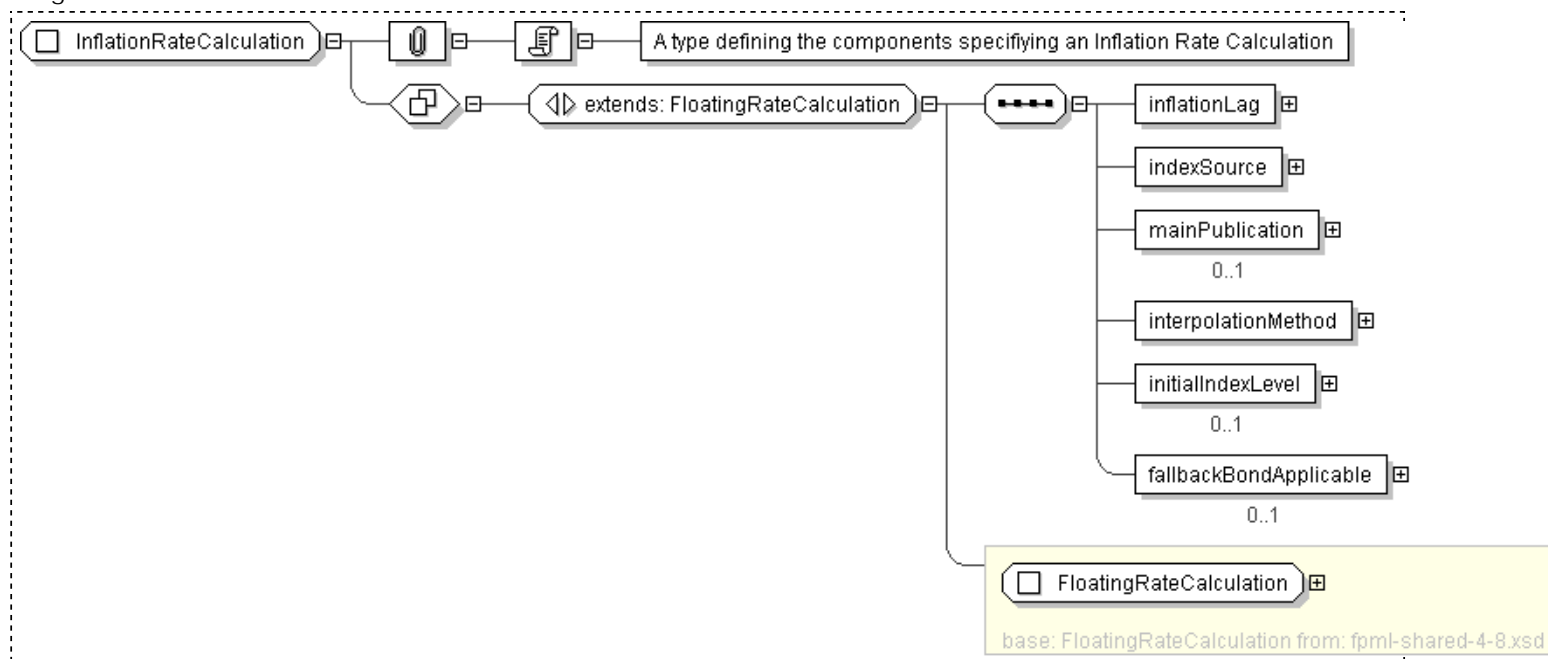 InflationRateCalculation
A type defining the components specifiying an Inflation Rate Calculation
extends: FloatingRateCalculation
inflationLag
indexSource
mainPublication
0..1
interpolationMethod
initialIndexLevel
0..1
fallbackBondApplicable
0..1
FloatingRateCalculation
base: FloatingRateCalculation from: fpml-shared-4-8.xsd